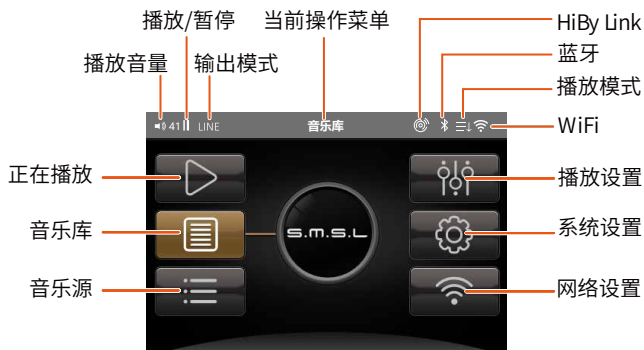 播放/暂停
当前操作菜单
HiBy Link
播放音量
输出模式
蓝牙
播放模式
41
LINE
音乐库
WiFi
正在播放
播放设置
音乐库
S.M.S.L
系统设置
音乐源
网络设置